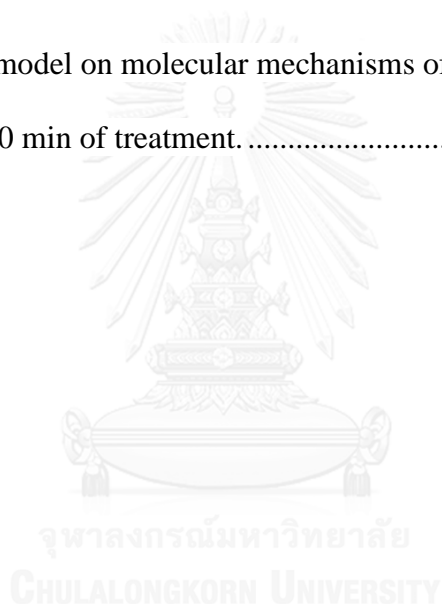 model on molecular mechanisms of
0 min of treatment. ........................
จุฬาลงกรณ์มหาวิทยาลัย
CHULALONGKORN UNIVERSITY